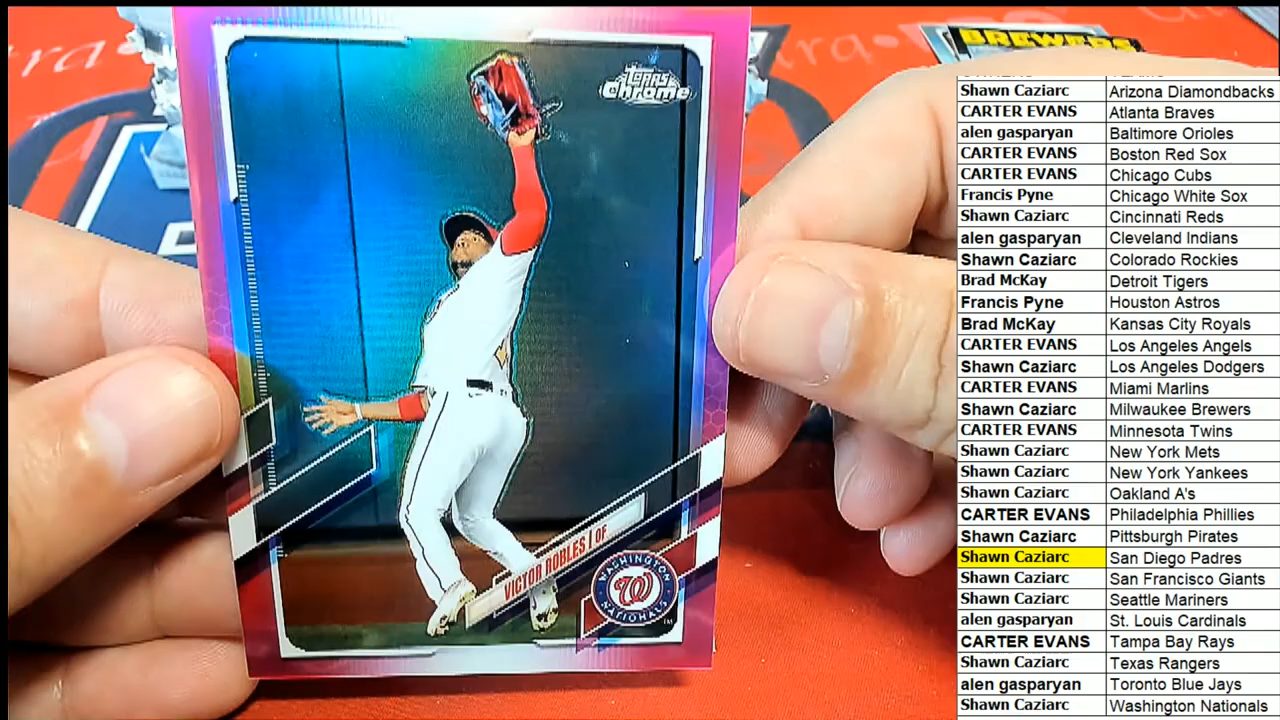 BREWERS
TOPPS
Chrome
VICTOR ROBLES | OF
WASHINGTON
W
NATIONALS
TM
Shawn Caziarc Arizona Diamondbacks
CARTER EVANS Atlanta Braves
alen gasparyan Baltimore Orioles
CARTER EVANS Boston Red Sox
CARTER EVANS Chicago Cubs
Francis Pyne Chicago White Sox
Shawn Caziarc Cincinnati Reds
alen gasparyan Cleveland Indians
Shawn Caziarc Colorado Rockies
Brad McKay Detroit Tigers
Francis Pyne Houston Astros
Brad McKay Kansas City Royals
CARTER EVANS Los Angeles Angels
Shawn Caziarc Los Angeles Dodgers
CARTER EVANS Miami Marlins
Shawn Caziarc Milwaukee Brewers
CARTER EVANS Minnesota Twins
Shawn Caziarc New York Mets
Shawn Caziarc New York Yankees
Shawn Caziarc Oakland A's
CARTER EVANS Philadelphia Phillies
Shawn Caziarc Pittsburgh Pirates
Shawn Caziarc San Diego Padres
Shawn Caziarc San Francisco Giants
Shawn Caziarc Seattle Mariners
alen gasparyan St. Louis Cardinals
CARTER EVANS Tampa Bay Rays
Shawn Caziarc Texas Rangers
alen gasparyan Toronto Blue Jays
Shawn Caziarc Washington Nationals